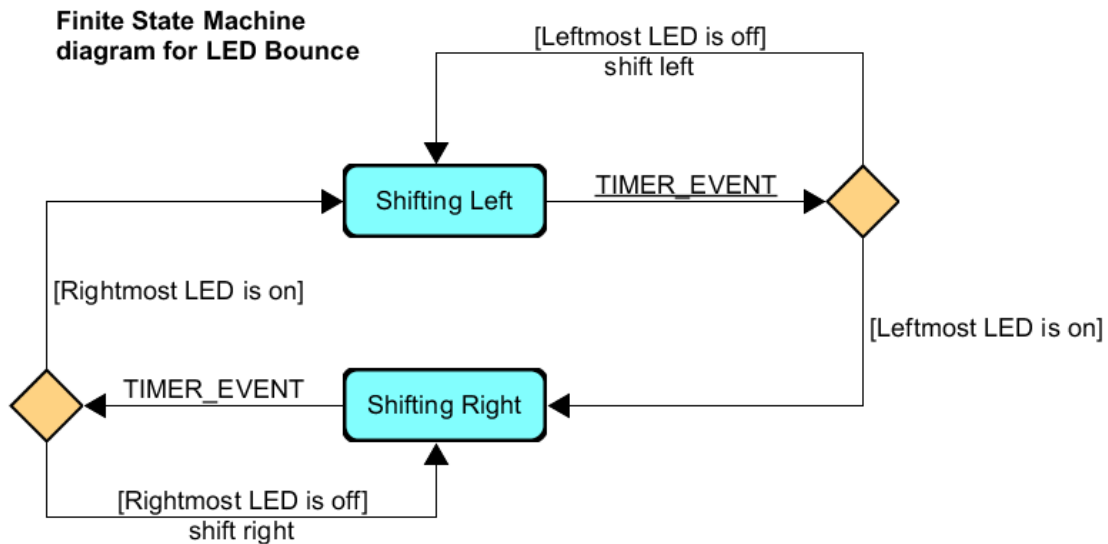 Finite State Machine
diagram for LED Bounce
[Leftmost LED is off]
shift left
Shifting Left
TIMER_EVENT
[Rightmost LED is on]
[Leftmost LED is on]
TIMER_EVENT
Shifting Right
[Rightmost LED is off]
shift right